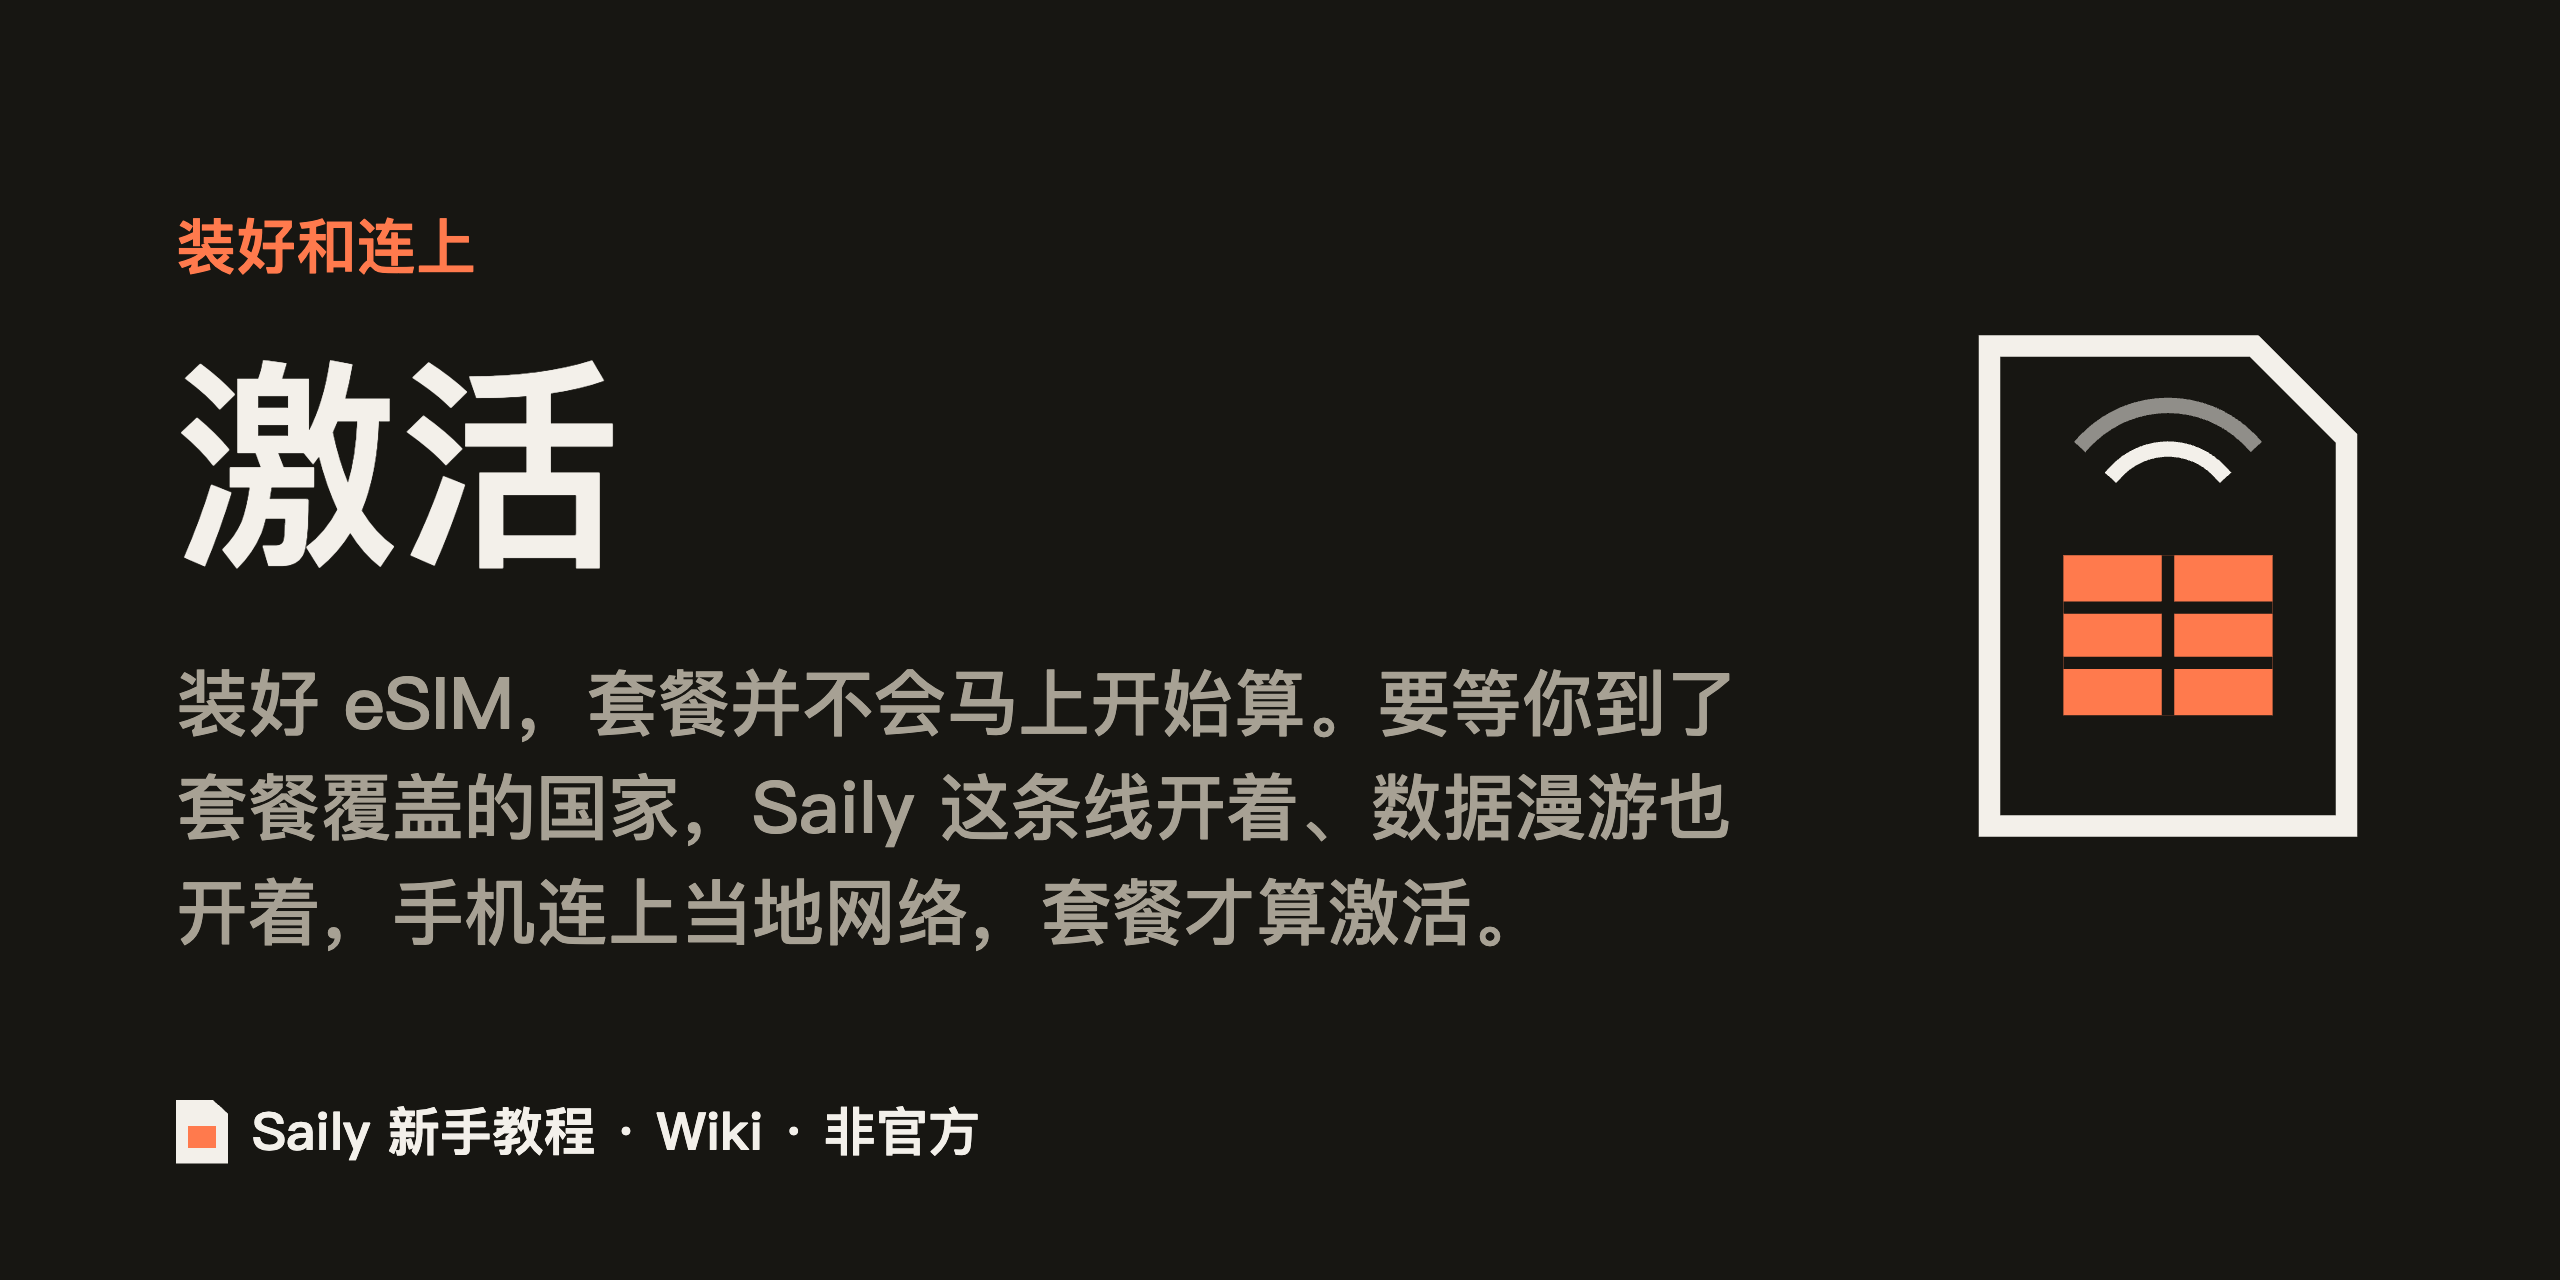 装好和连上
激活
装好 eSIM，套餐并不会马上开始算。要等你到了
套餐覆盖的国家，Saily 这条线开着、数据漫游也
开着，手机连上当地网络，套餐才算激活。
Saily 新手教程 · Wiki · 非官方